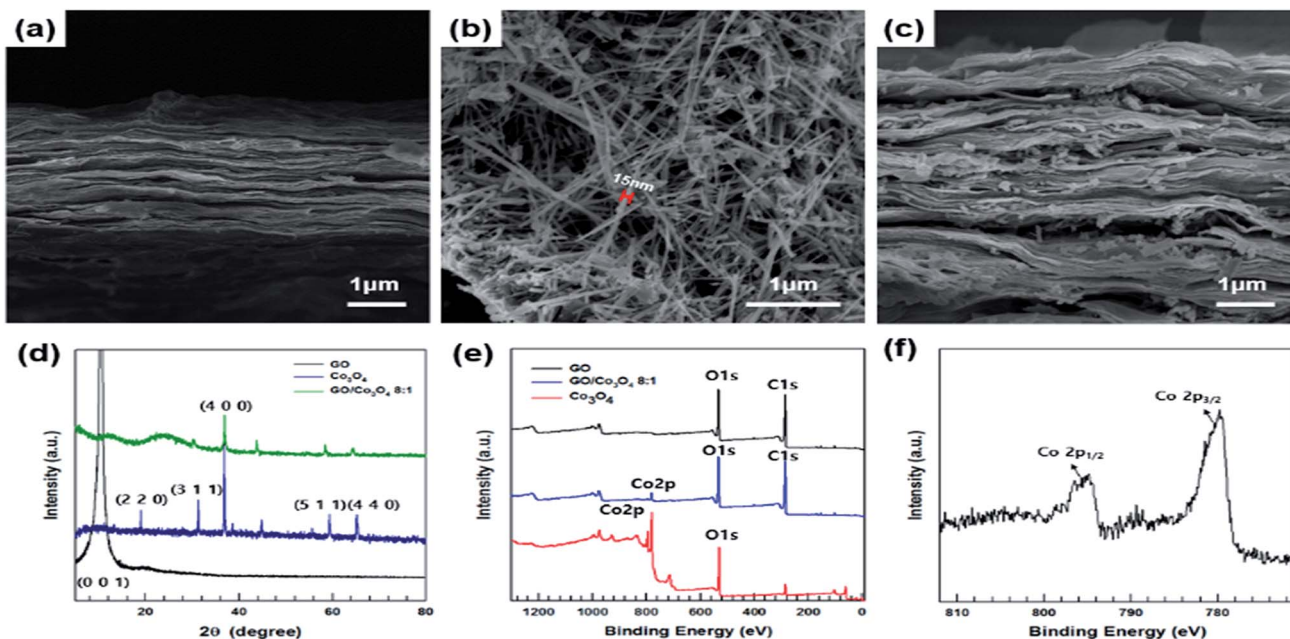 (a)
1μm
(b)
15nm
1μm
(c)
1μm
(d)
GO
Co₃O₄
GO/Co₃O₄ 8:1
(4 0 0)
(3 1 1)
(2 2 0)
(5 1 1)(4 4 0)
(0 0 1)
Intensity (a.u.)
20 40 60 80
2θ (degree)
(e)
GO
GO/Co₃O₄ 8:1
Co₃O₄
O1s C1s
O1s C1s
Co2p
Co2p
O1s
Intensity (a.u.)
1200 1000 800 600 400 200 0
Binding Energy (eV)
(f)
Co 2p₃/₂
Co 2p₁/₂
Intensity (a.u.)
810 800 790 780
Binding Energy (eV)